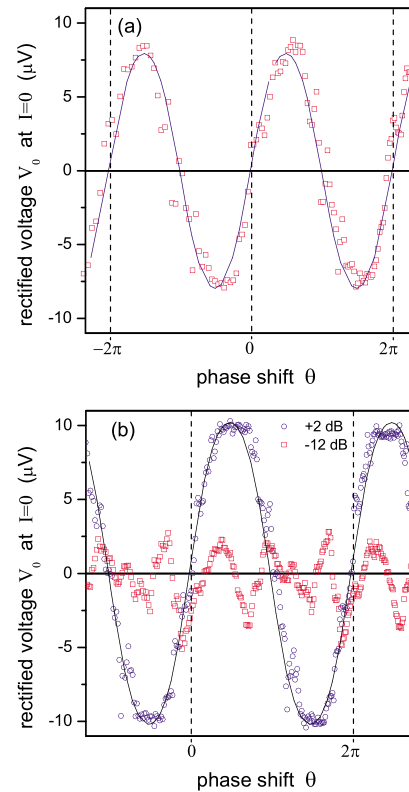 (a)
10
5
0
-5
-10
rectified voltage V₀ at I=0 (μV)
−2π 0 2π
phase shift θ
(b)
+2 dB
-12 dB
10
5
0
-5
-10
rectified voltage V₀ at I=0 (μV)
0 2π
phase shift θ